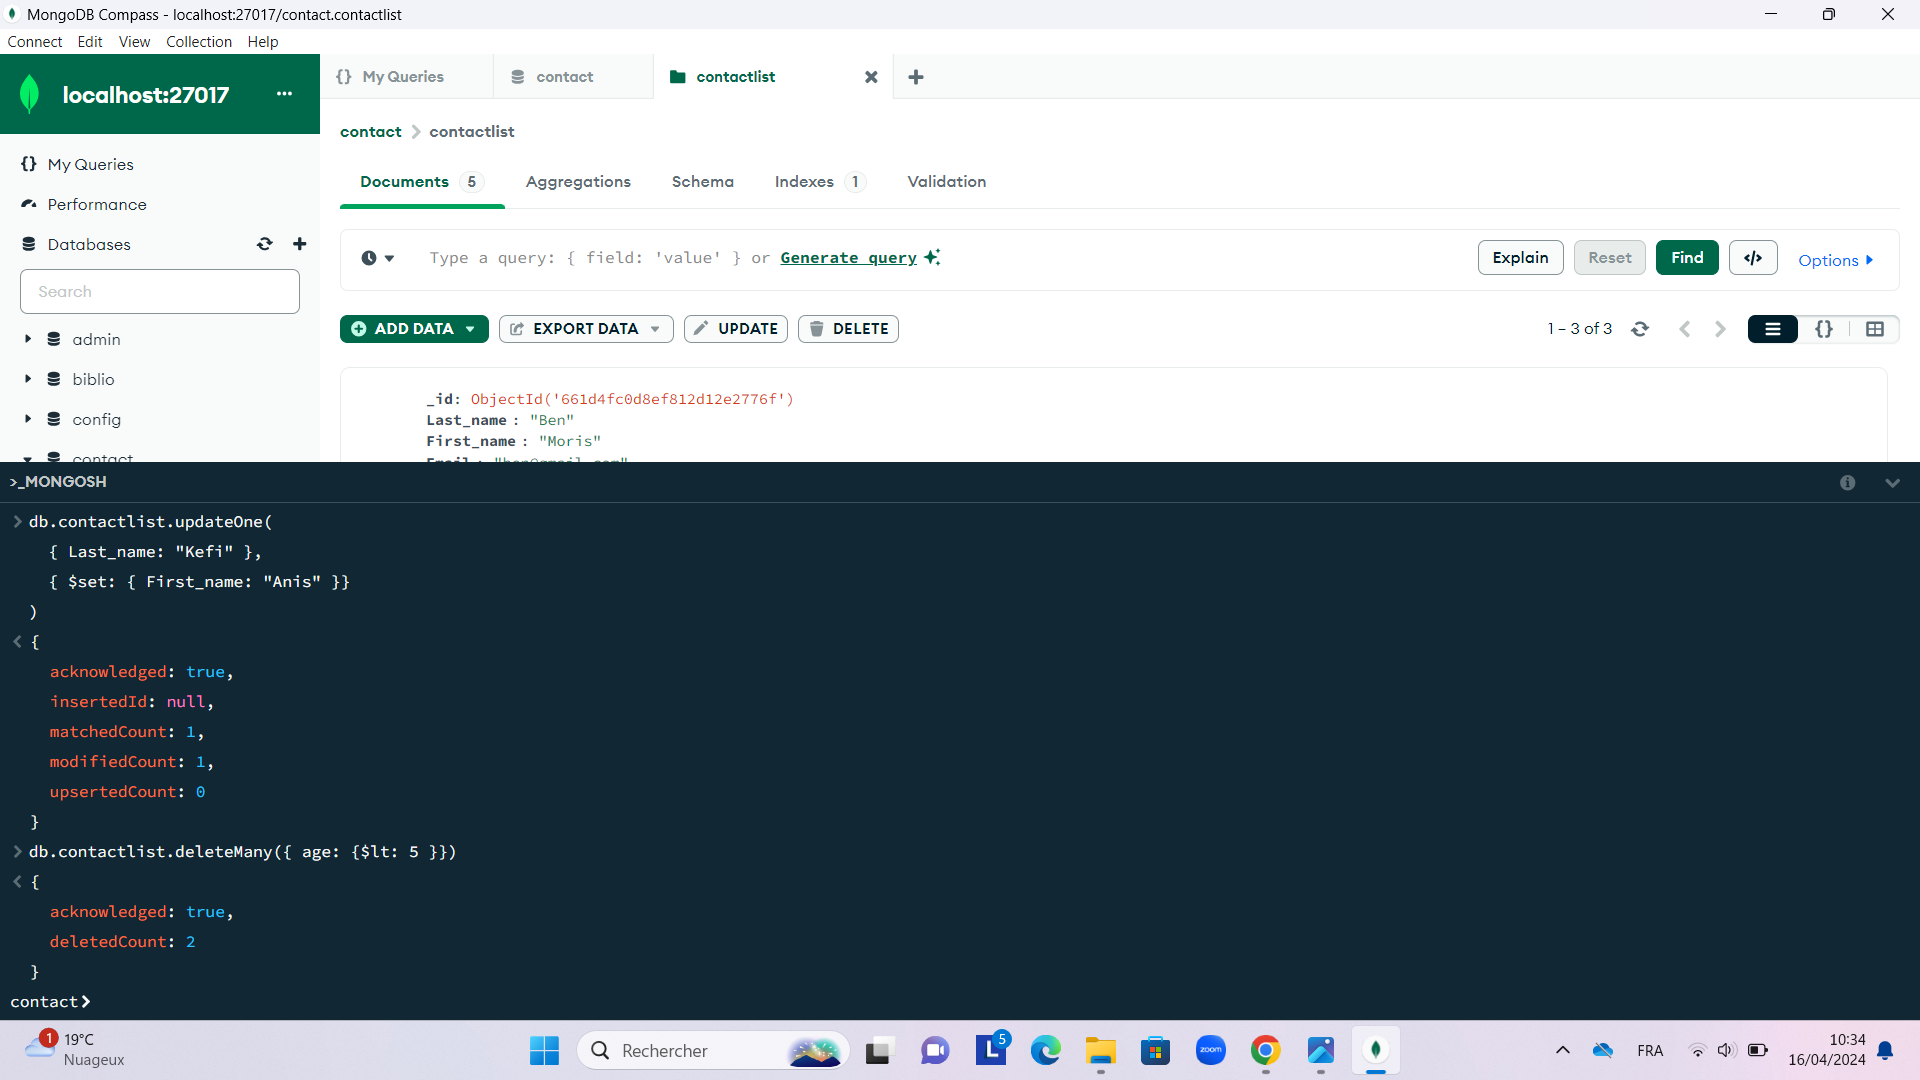 MongoDB Compass - localhost:27017/contact.contactlist
Connect Edit View Collection Help
localhost:27017 ...
{} My Queries contact contactlist
contact > contactlist
My Queries
Performance
Databases
Search
admin
biblio
config
contact
Documents 5 Aggregations Schema Indexes 1 Validation
Type a query: { field: 'value' } or Generate query
Explain Reset Find </> Options
ADD DATA EXPORT DATA UPDATE DELETE
1 – 3 of 3
_id: ObjectId('661d4fc0d8ef812d12e2776f')
Last_name : "Ben"
First_name : "Moris"
Email : "ben@gmail.com"
>_MONGOSH
> db.contactlist.updateOne(
{ Last_name: "Kefi" },
{ $set: { First_name: "Anis" }}
)
< {
acknowledged: true,
insertedId: null,
matchedCount: 1,
modifiedCount: 1,
upsertedCount: 0
}
> db.contactlist.deleteMany({ age: {$lt: 5 }})
< {
acknowledged: true,
deletedCount: 2
}
contact>
1
19°C
Nuageux
Rechercher
L 5
zoom
FRA
10:34
16/04/2024